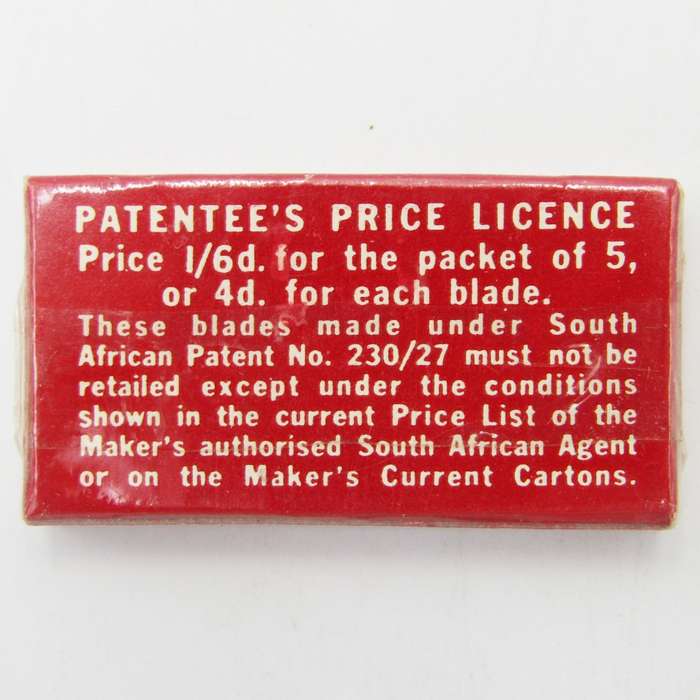 PATENTEE'S PRICE LICENCE
Price 1/6d. for the packet of 5,
or 4d. for each blade.
These blades made under South
African Patent No. 230/27 must not be
retailed except under the conditions
shown in the current Price List of the
Maker's authorised South African Agent
or on the Maker's Current Cartons.